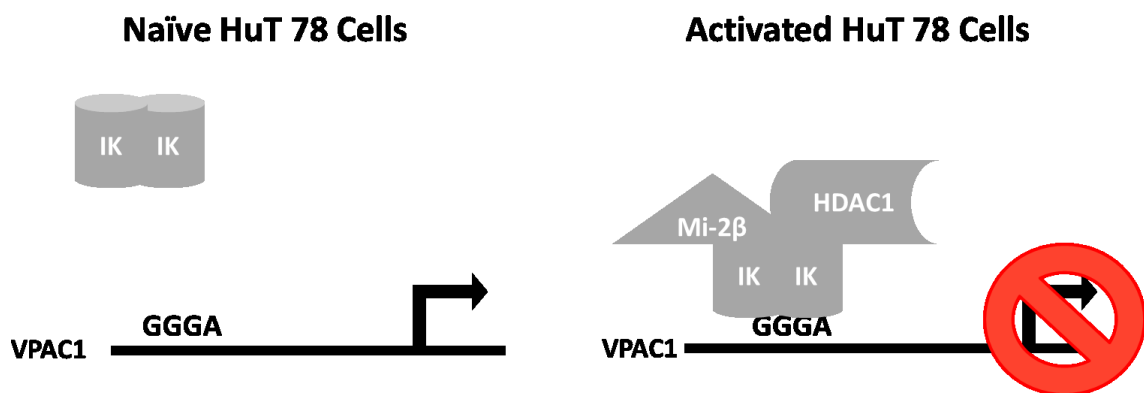 Naïve HuT 78 Cells
Activated HuT 78 Cells
IK IK
Mi-2β
HDAC1
IK IK
GGGA
VPAC1
GGGA
VPAC1